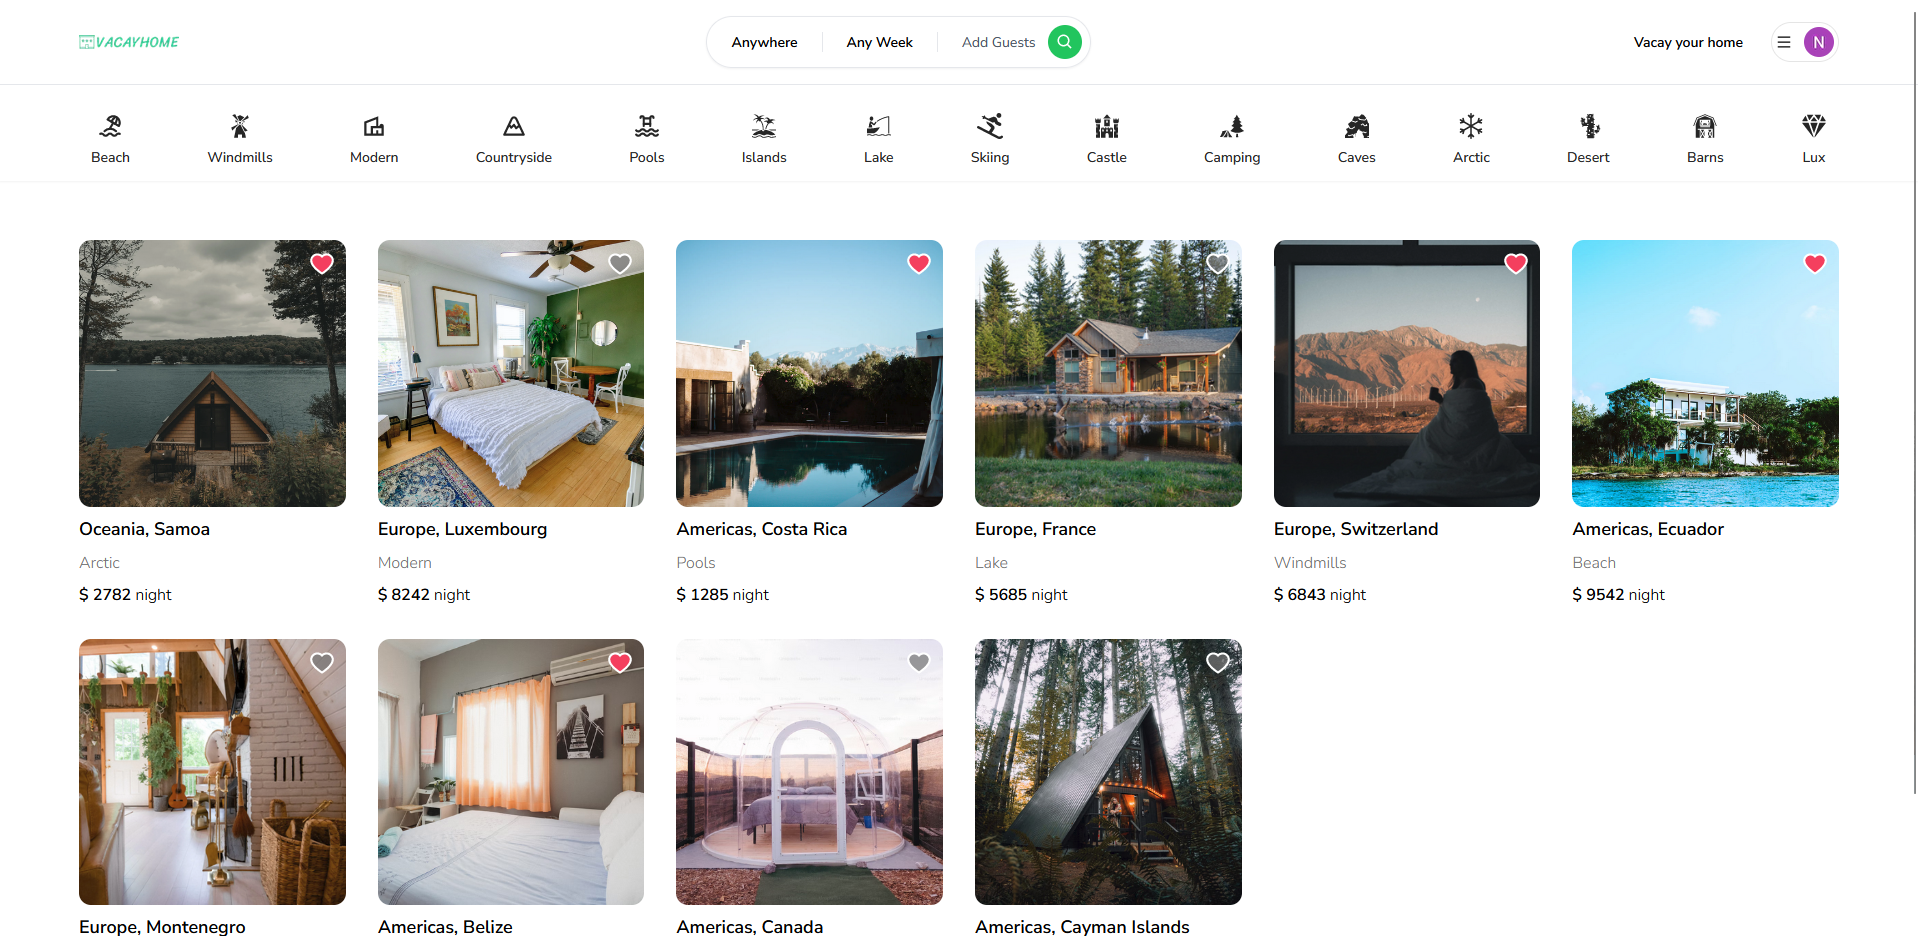 VACAYHOME
Anywhere
Any Week
Add Guests
Vacay your home
N
Beach
Windmills
Modern
Countryside
Pools
Islands
Lake
Skiing
Castle
Camping
Caves
Arctic
Desert
Barns
Lux
Oceania, Samoa
Arctic
$ 2782 night
Europe, Luxembourg
Modern
$ 8242 night
Americas, Costa Rica
Pools
$ 1285 night
Europe, France
Lake
$ 5685 night
Europe, Switzerland
Windmills
$ 6843 night
Americas, Ecuador
Beach
$ 9542 night
Europe, Montenegro
Americas, Belize
Americas, Canada
Americas, Cayman Islands